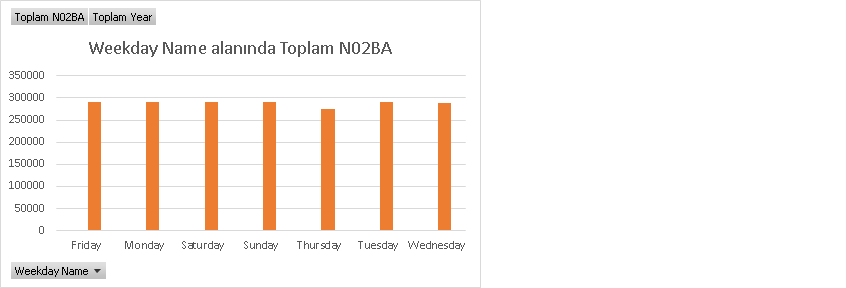 Toplam N02BA Toplam Year
Weekday Name alanında Toplam N02BA
350000
300000
250000
200000
150000
100000
50000
0
Friday Monday Saturday Sunday Thursday Tuesday Wednesday
Weekday Name